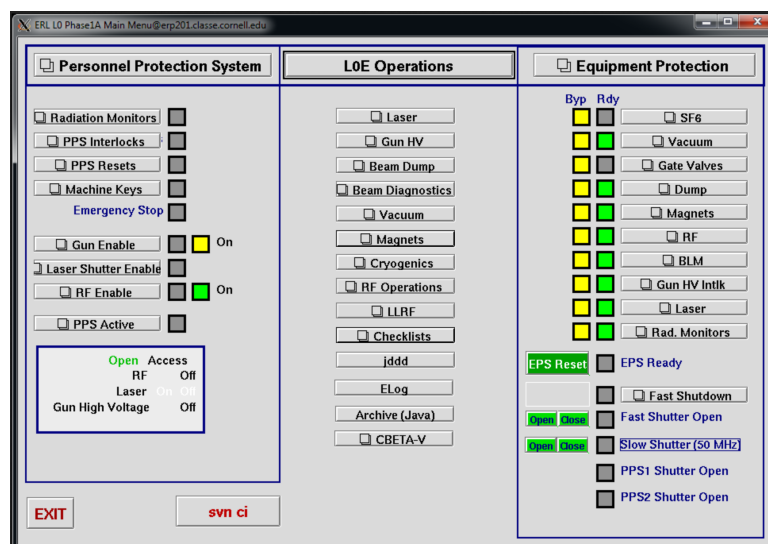 ERL L0 Phase1A Main Menu@erp201.classe.cornell.edu
Personnel Protection System
Radiation Monitors
PPS Interlocks
PPS Resets
Machine Keys
Emergency Stop
Gun Enable On
Laser Shutter Enable
RF Enable On
PPS Active
Open Access
RF Off
Laser On Off
Gun High Voltage Off
EXIT
svn ci
L0E Operations
Laser
Gun HV
Beam Dump
Beam Diagnostics
Vacuum
Magnets
Cryogenics
RF Operations
LLRF
Checklists
jddd
ELog
Archive (Java)
CBETA-V
Equipment Protection
Byp Rdy
SF6
Vacuum
Gate Valves
Dump
Magnets
RF
BLM
Gun HV Intlk
Laser
Rad. Monitors
EPS Reset EPS Ready
Fast Shutdown
Open Close Fast Shutter Open
Open Close Slow Shutter (50 MHz)
PPS1 Shutter Open
PPS2 Shutter Open